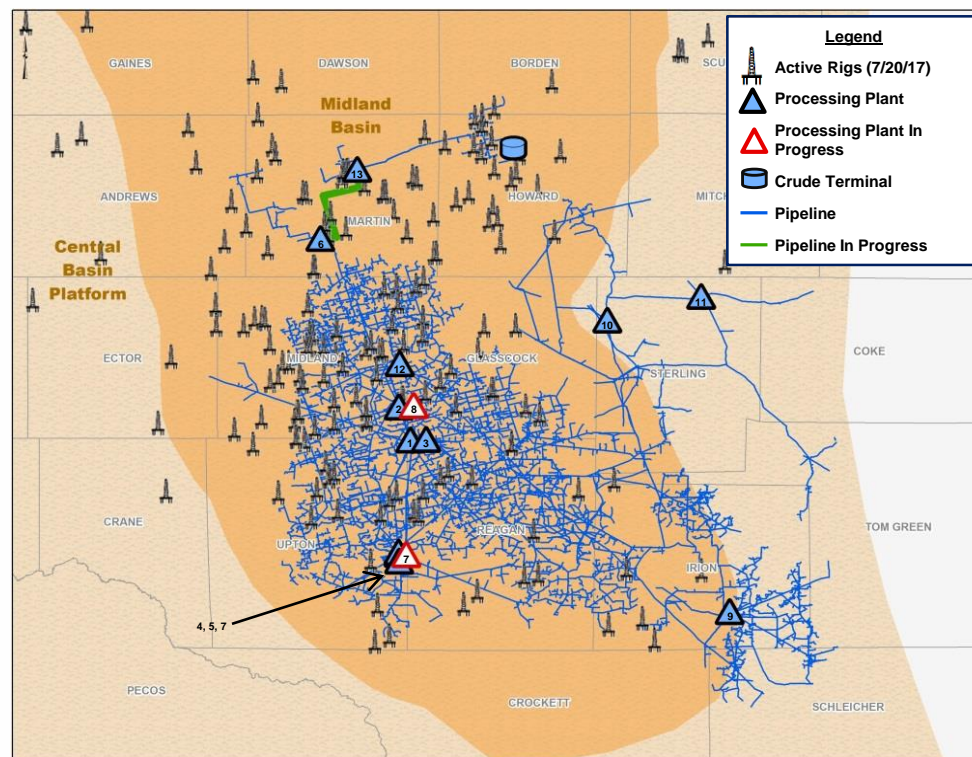 GAINES
DAWSON
BORDEN
SCU
Legend
Active Rigs (7/20/17)
Processing Plant
Processing Plant In
Progress
Crude Terminal
Pipeline
Pipeline In Progress
Midland
Basin
13
ANDREWS
MARTIN
HOWARD
MITCH
6
Central
Basin
Platform
11
10
ECTOR
MIDLAND
GLASSCOCK
COKE
STERLING
12
2
8
1
3
CRANE
UPTON
REAGAN
TOM GREEN
7
IRION
4, 5, 7
9
PECOS
CROCKETT
SCHLEICHER